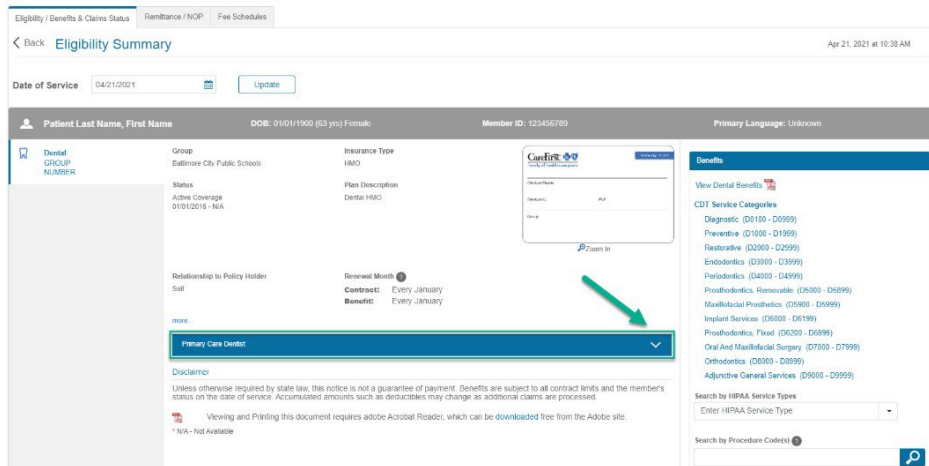 Eligibility / Benefits & Claims Status
Remittance / NOP
Fee Schedules
Back
Eligibility Summary
Apr 21, 2021 at 10:38 AM
Date of Service
04/21/2021
Update
Patient Last Name, First Name
DOB: 01/01/1900 (63 yrs) Female
Member ID: 123456789
Primary Language: Unknown
Dental
GROUP
NUMBER
Group
Baltimore City Public Schools
Insurance Type
HMO
Status
Active Coverage
01/01/2016 - N/A
Plan Description
Dental HMO
CareFirst
Member Name
Group
Zoom In
Relationship to Policy Holder
Self
Renewal Month ?
Contract: Every January
Benefit: Every January
more...
Primary Care Dentist
Disclaimer
Unless otherwise required by state law, this notice is not a guarantee of payment. Benefits are subject to all contract limits and the member's
status on the date of service. Accumulated amounts such as deductibles may change as additional claims are processed.
Viewing and Printing this document requires adobe Acrobat Reader, which can be downloaded free from the Adobe site.
* N/A - Not Available
Benefits
View Dental Benefits
CDT Service Categories
Diagnostic (D0100 - D0999)
Preventive (D1000 - D1999)
Restorative (D2000 - D2999)
Endodontics (D3000 - D3999)
Periodontics (D4000 - D4999)
Prosthodontics, Removable (D5000 - D5899)
Maxillofacial Prosthetics (D5900 - D5999)
Implant Services (D6000 - D6199)
Prosthodontics, Fixed (D6200 - D6999)
Oral And Maxillofacial Surgery (D7000 - D7999)
Orthodontics (D8000 - D8999)
Adjunctive General Services (D9000 - D9999)
Search by HIPAA Service Types
Enter HIPAA Service Type
Search by Procedure Code(s) ?